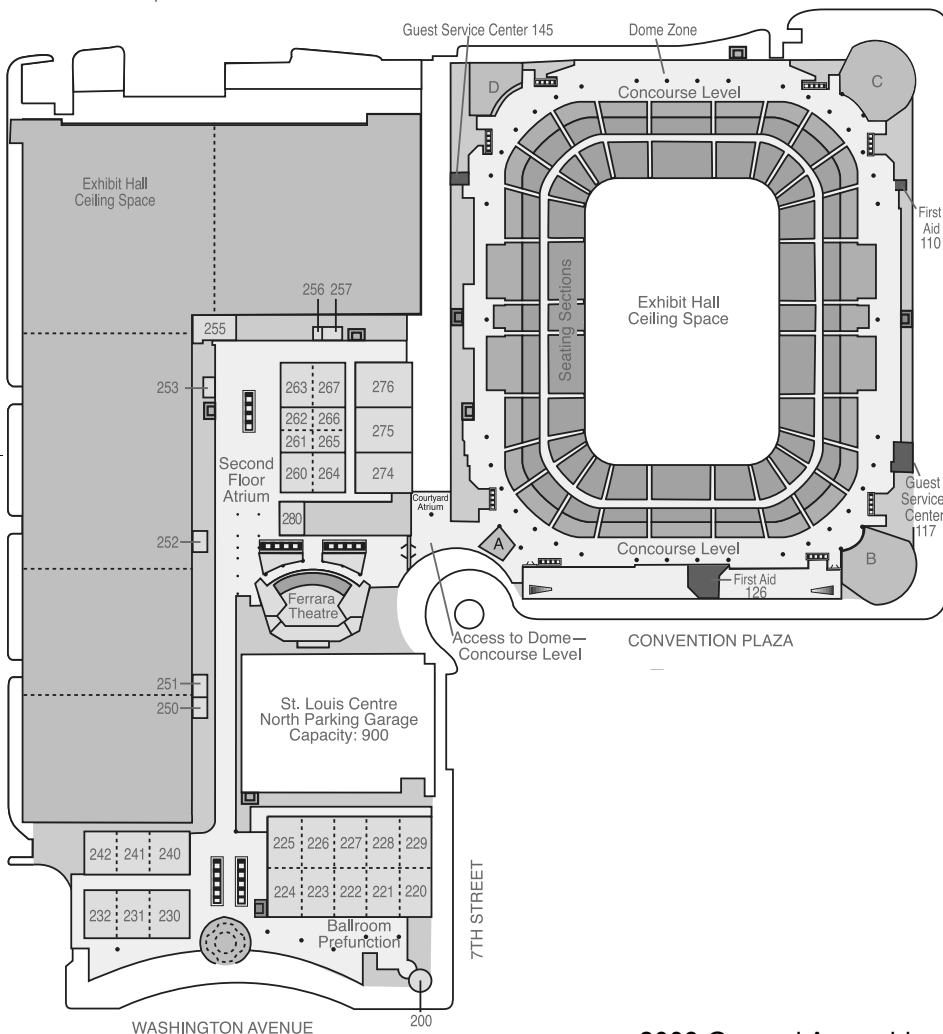 Guest Service Center 145
Dome Zone
D
C
Concourse Level
Exhibit Hall
Ceiling Space
First
Aid
110
256 257
255
Seating Sections
Exhibit Hall
Ceiling Space
253
263 267
276
262 266
275
261 265
260 264
274
Second
Floor
Atrium
Courtyard
Atrium
Guest
Service
Center
117
280
252
A
Concourse Level
B
First Aid
126
Ferrara
Theatre
Access to Dome—
Concourse Level
CONVENTION PLAZA
251
250
St. Louis Centre
North Parking Garage
Capacity: 900
242 241 240
225 226 227 228 229
224 223 222 221 220
232 231 230
Ballroom
Prefunction
7TH STREET
200
WASHINGTON AVENUE